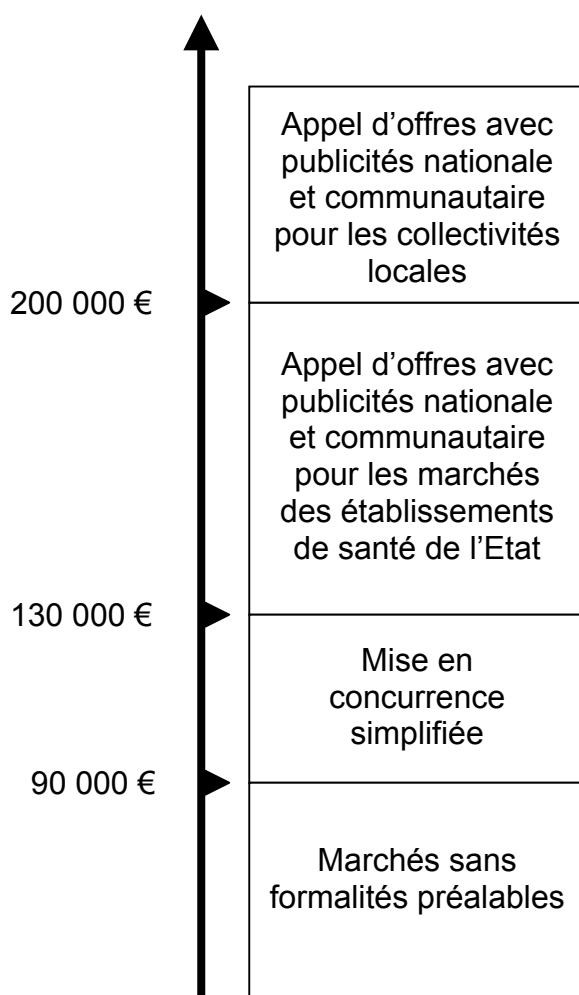 Appel d’offres avec
publicités nationale
et communautaire
pour les collectivités
locales
200 000 €
Appel d’offres avec
publicités nationale
et communautaire
pour les marchés
des établissements
de santé de l’Etat
130 000 €
Mise en
concurrence
simplifiée
90 000 €
Marchés sans
formalités préalables